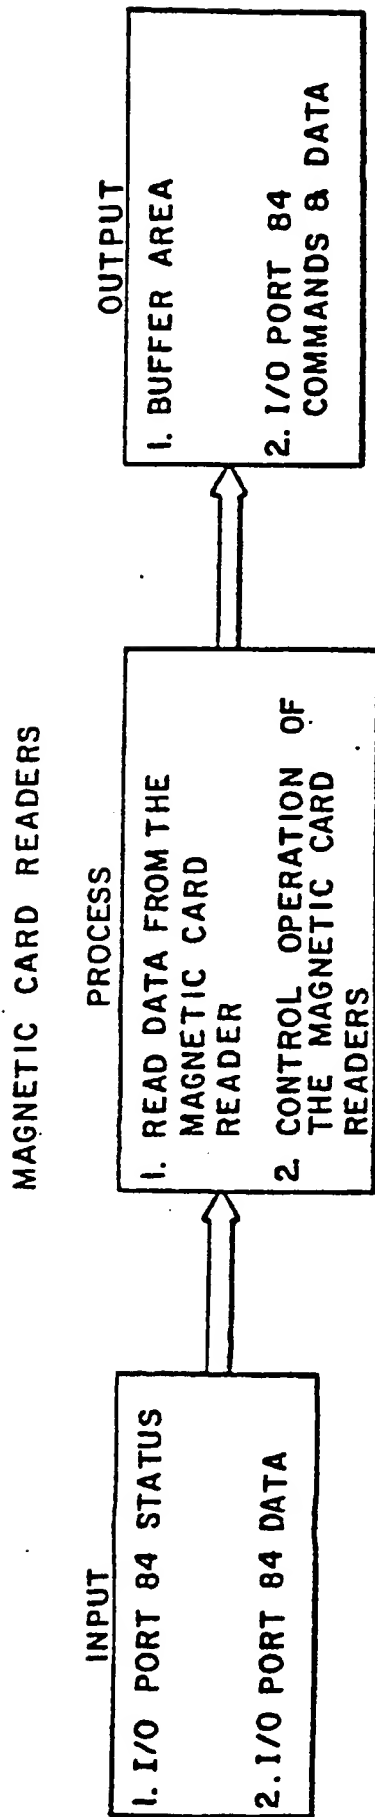 MAGNETIC CARD READERS
INPUT
1. I/O PORT 84 STATUS
2. I/O PORT 84 DATA
PROCESS
1. READ DATA FROM THE
MAGNETIC CARD
READER
2. CONTROL OPERATION OF
THE MAGNETIC CARD
READERS
OUTPUT
1. BUFFER AREA
2. I/O PORT 84
COMMANDS & DATA